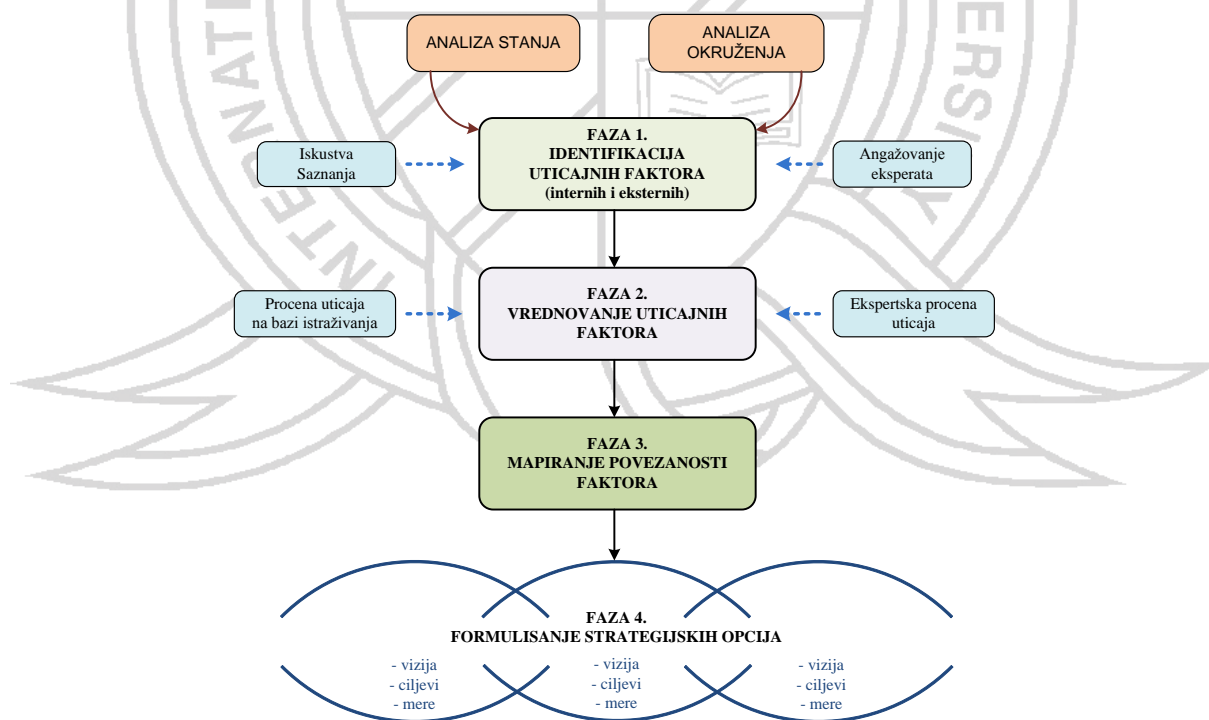 ANALIZA STANJA
ANALIZA
OKRUŽENJA
FAZA 1.
IDENTIFIKACIJA
UTICAJNIH FAKTORA
(internih i eksternih)
Iskustva
Saznanja
Angažovanje
eksperata
FAZA 2.
VREDNOVANJE UTICAJNIH
FAKTORA
Procena uticaja
na bazi istraživanja
Ekspertska procena
uticaja
FAZA 3.
MAPIRANJE POVEZANOSTI
FAKTORA
FAZA 4.
FORMULISANJE STRATEGIJSKIH OPCIJA
- vizija
- ciljevi
- mere
- vizija
- ciljevi
- mere
- vizija
- ciljevi
- mere
INTERNATI
ERSITY